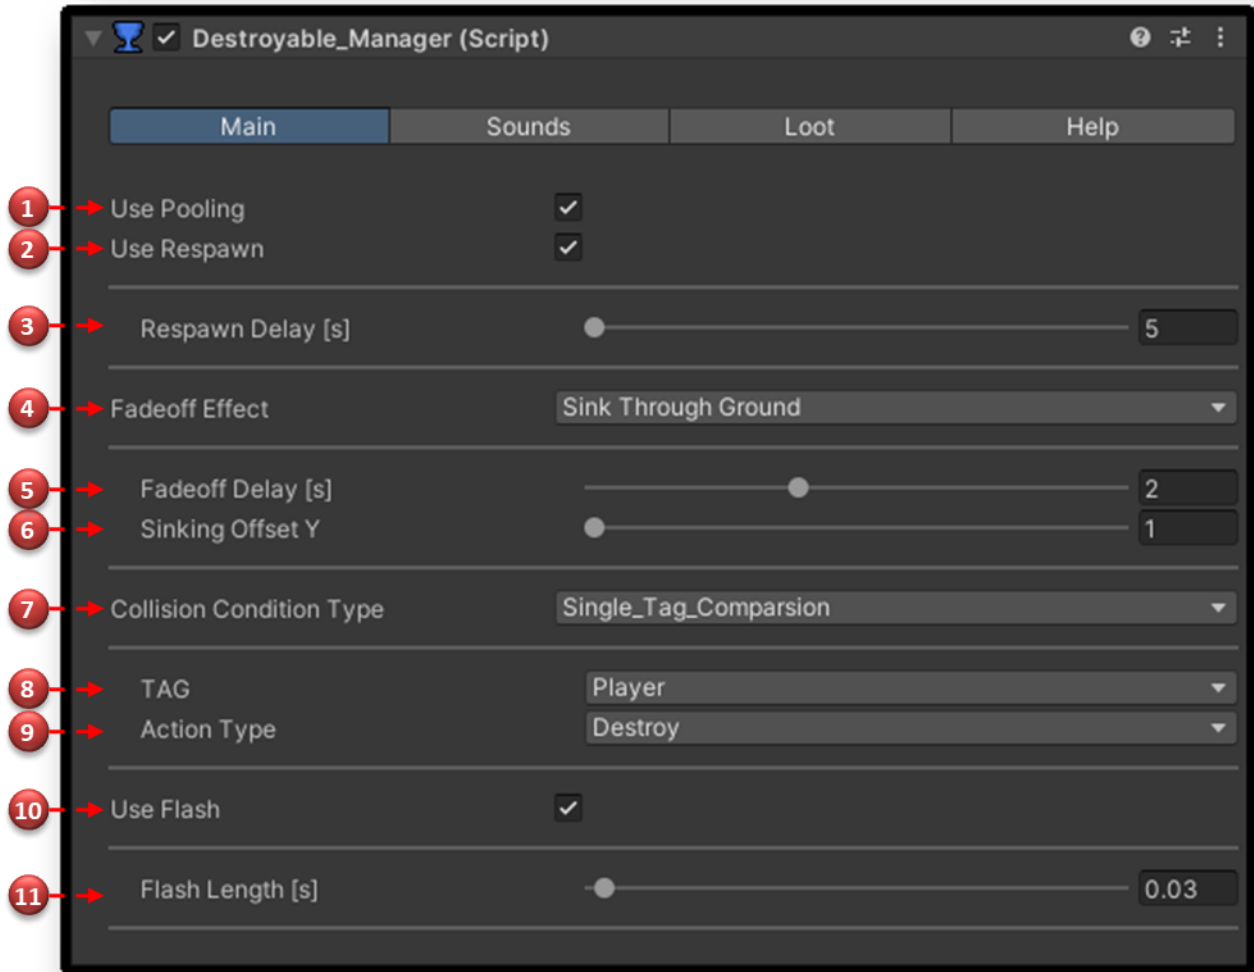 Destroyable_Manager (Script)
Main Sounds Loot Help
1 Use Pooling
2 Use Respawn
3 Respawn Delay [s] 5
4 Fadeoff Effect Sink Through Ground
5 Fadeoff Delay [s] 2
6 Sinking Offset Y 1
7 Collision Condition Type Single_Tag_Comparsion
8 TAG Player
9 Action Type Destroy
10 Use Flash
11 Flash Length [s] 0.03